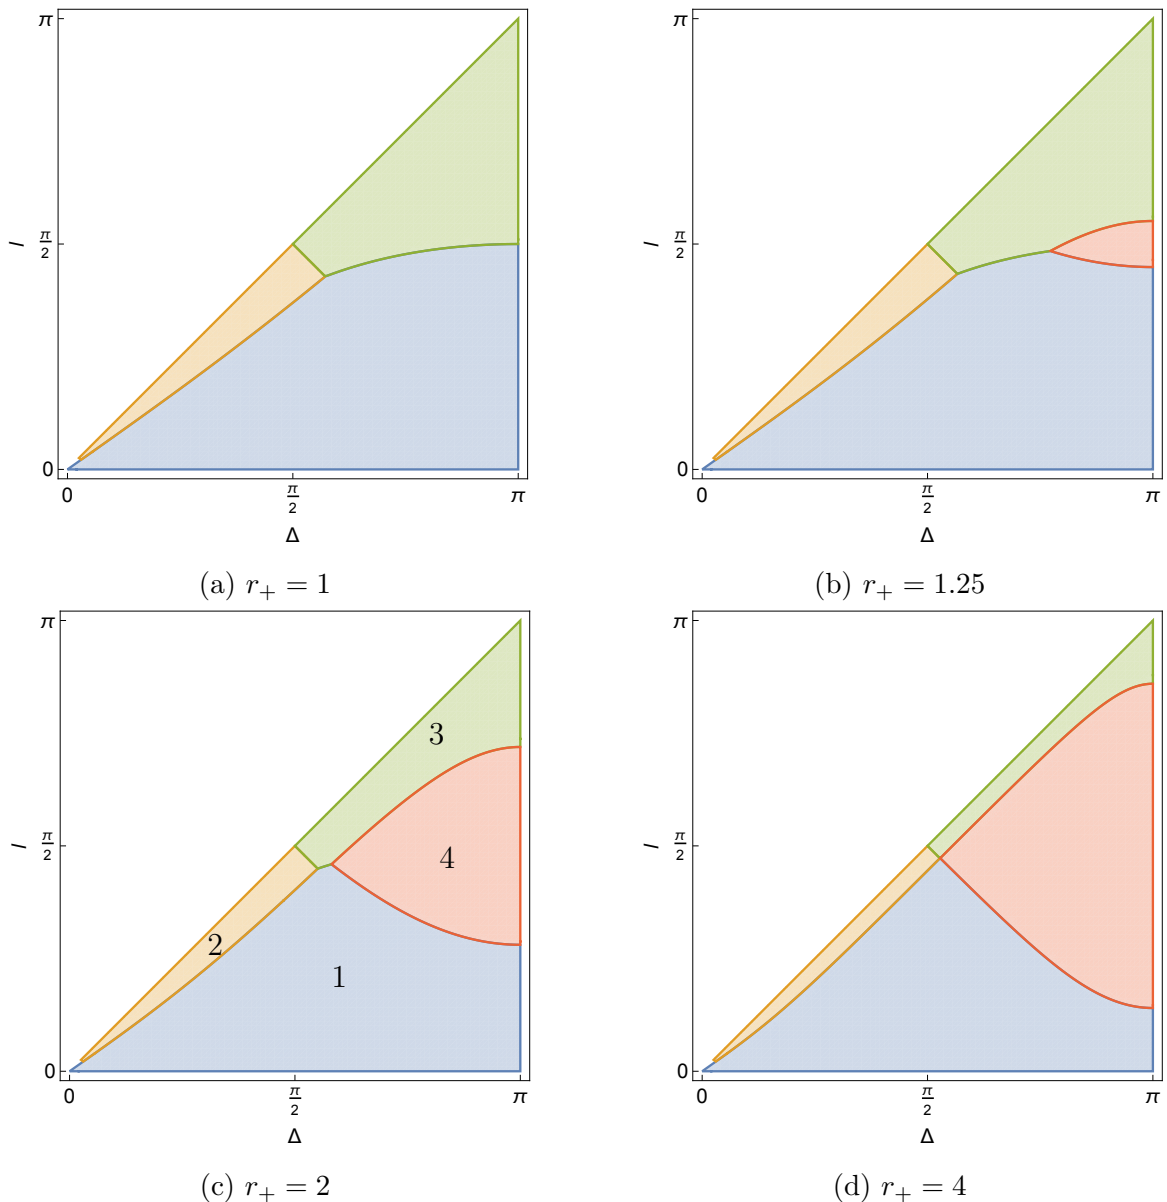 π
π
l π/2
l π/2
0
0
0 π/2 π
0 π/2 π
Δ
Δ
(a) r₊ = 1
(b) r₊ = 1.25
π
π
3
4
l π/2
l π/2
2
1
0
0
0 π/2 π
0 π/2 π
Δ
Δ
(c) r₊ = 2
(d) r₊ = 4